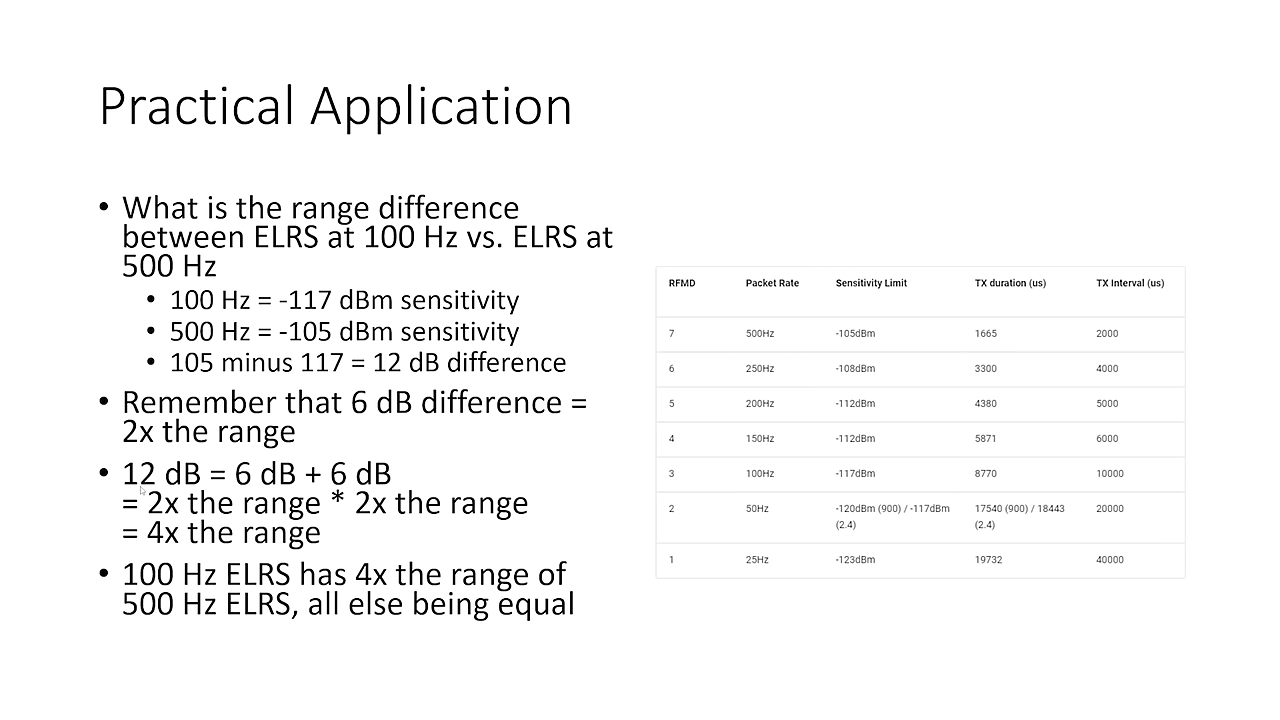 Practical Application
• What is the range difference
between ELRS at 100 Hz vs. ELRS at
500 Hz
• 100 Hz = -117 dBm sensitivity
• 500 Hz = -105 dBm sensitivity
• 105 minus 117 = 12 dB difference
• Remember that 6 dB difference =
2x the range
• 12 dB = 6 dB + 6 dB
= 2x the range * 2x the range
= 4x the range
• 100 Hz ELRS has 4x the range of
500 Hz ELRS, all else being equal
RFMD Packet Rate Sensitivity Limit TX duration (us) TX Interval (us)
7 500Hz -105dBm 1665 2000
6 250Hz -108dBm 3300 4000
5 200Hz -112dBm 4380 5000
4 150Hz -112dBm 5871 6000
3 100Hz -117dBm 8770 10000
2 50Hz -120dBm (900) / -117dBm 17540 (900) / 18443 20000
(2.4) (2.4)
1 25Hz -123dBm 19732 40000